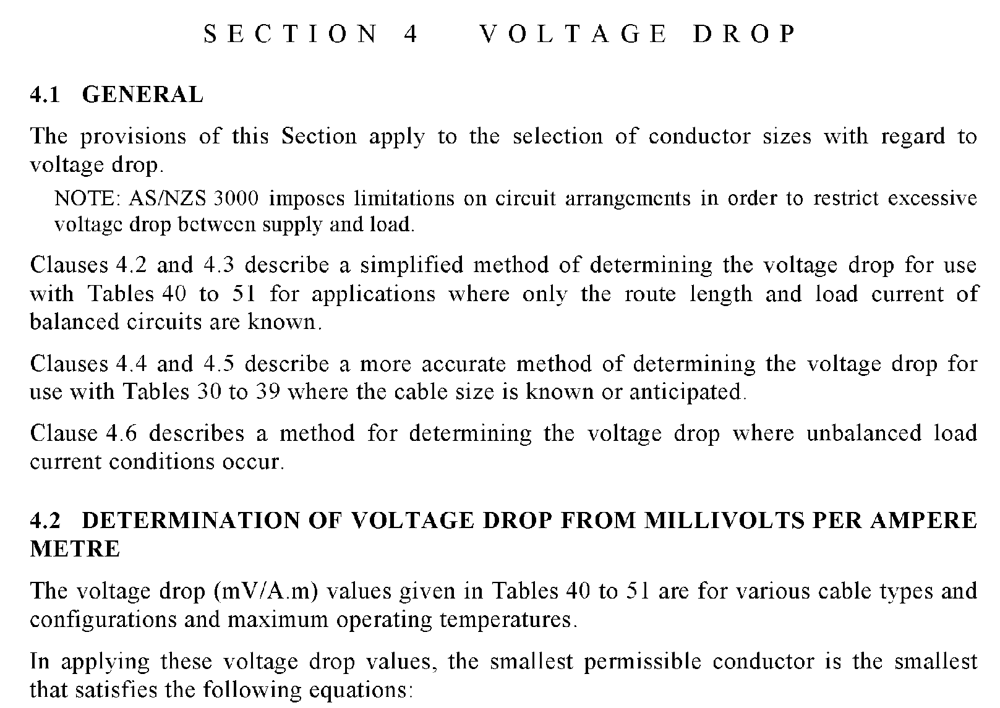 SECTION 4 VOLTAGE DROP
4.1 GENERAL
The provisions of this Section apply to the selection of conductor sizes with regard to
voltage drop.
NOTE: AS/NZS 3000 imposes limitations on circuit arrangements in order to restrict excessive
voltage drop between supply and load.
Clauses 4.2 and 4.3 describe a simplified method of determining the voltage drop for use
with Tables 40 to 51 for applications where only the route length and load current of
balanced circuits are known.
Clauses 4.4 and 4.5 describe a more accurate method of determining the voltage drop for
use with Tables 30 to 39 where the cable size is known or anticipated.
Clause 4.6 describes a method for determining the voltage drop where unbalanced load
current conditions occur.
4.2 DETERMINATION OF VOLTAGE DROP FROM MILLIVOLTS PER AMPERE
METRE
The voltage drop (mV/A.m) values given in Tables 40 to 51 are for various cable types and
configurations and maximum operating temperatures.
In applying these voltage drop values, the smallest permissible conductor is the smallest
that satisfies the following equations: